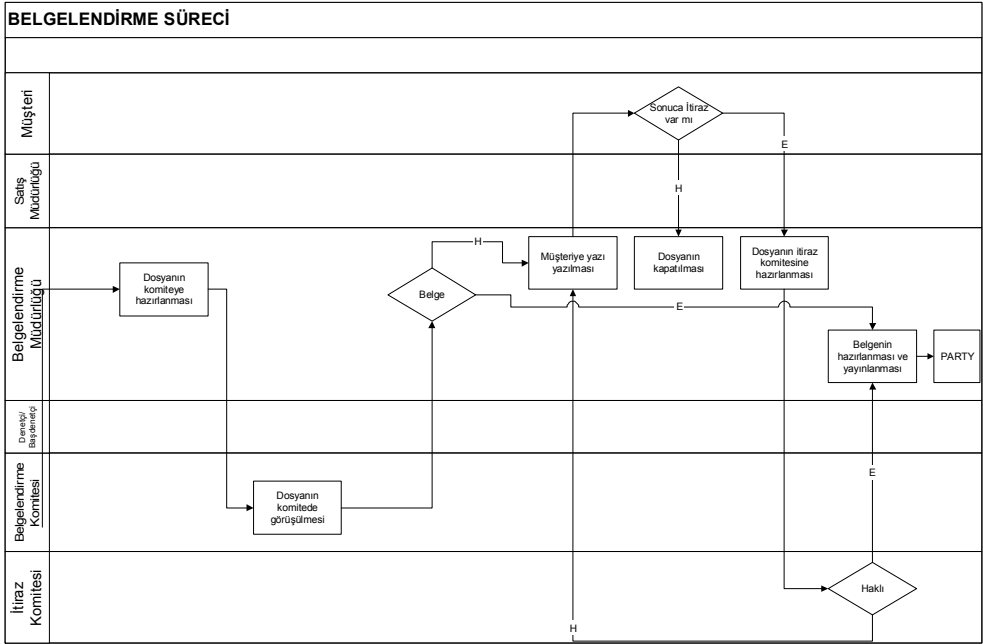 BELGELENDİRME SÜRECİ
Müşteri
Sonuca İtiraz
var mı
E
Satış
Müdürlüğü
H
Belgelendirme
Müdürlüğü
Dosyanın
komiteye
hazırlanması
Belge
H
Müşteriye yazı
yazılması
Dosyanın
kapatılması
Dosyanın itiraz
komitesine
hazırlanması
E
Belgenin
hazırlanması ve
yayınlanması
PARTY
Denetçi/
Başdenetçi
Belgelendirme
Komitesi
Dosyanın
komitede
görüşülmesi
E
İtiraz
Komitesi
Haklı
H